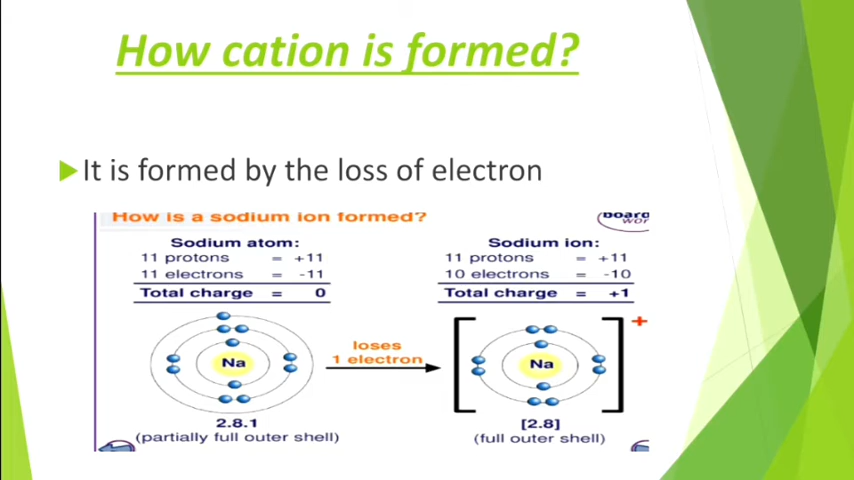 How cation is formed?
It is formed by the loss of electron
How is a sodium ion formed?
board
wor
Sodium atom:
11 protons = +11
11 electrons = -11
Total charge = 0
Sodium ion:
11 protons = +11
10 electrons = -10
Total charge = +1
Na
loses
1 electron
Na
+
2.8.1
(partially full outer shell)
[2.8]
(full outer shell)